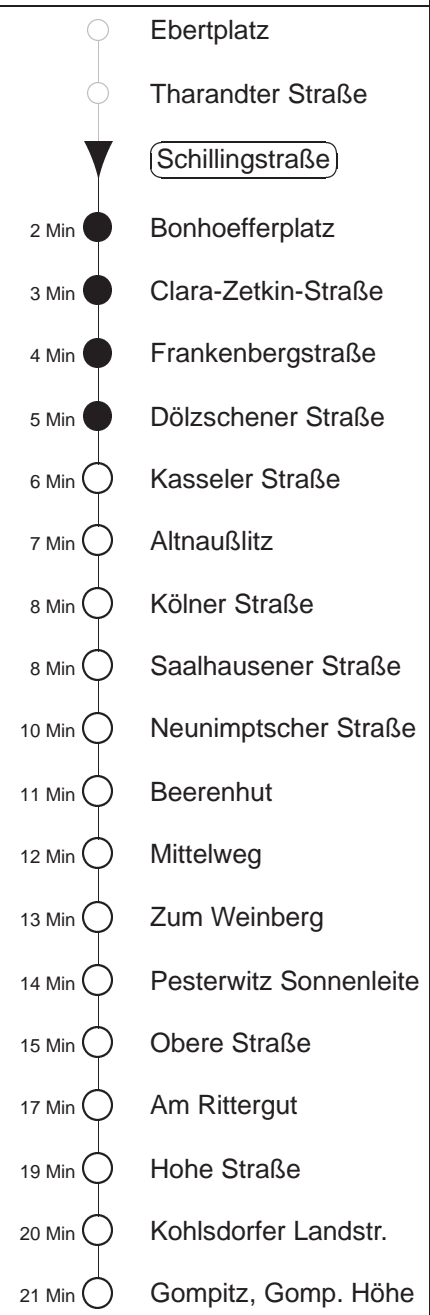 Ebertplatz
Tharandter Straße
Schillingstraße
2 Min Bonhoefferplatz
3 Min Clara-Zetkin-Straße
4 Min Frankenbergstraße
5 Min Dölzschener Straße
6 Min Kasseler Straße
7 Min Altnaußlitz
8 Min Kölner Straße
8 Min Saalhausener Straße
10 Min Neunimptscher Straße
11 Min Beerenhut
12 Min Mittelweg
13 Min Zum Weinberg
14 Min Pesterwitz Sonnenleite
15 Min Obere Straße
17 Min Am Rittergut
19 Min Hohe Straße
20 Min Kohlsdorfer Landstr.
21 Min Gompitz, Gomp. Höhe